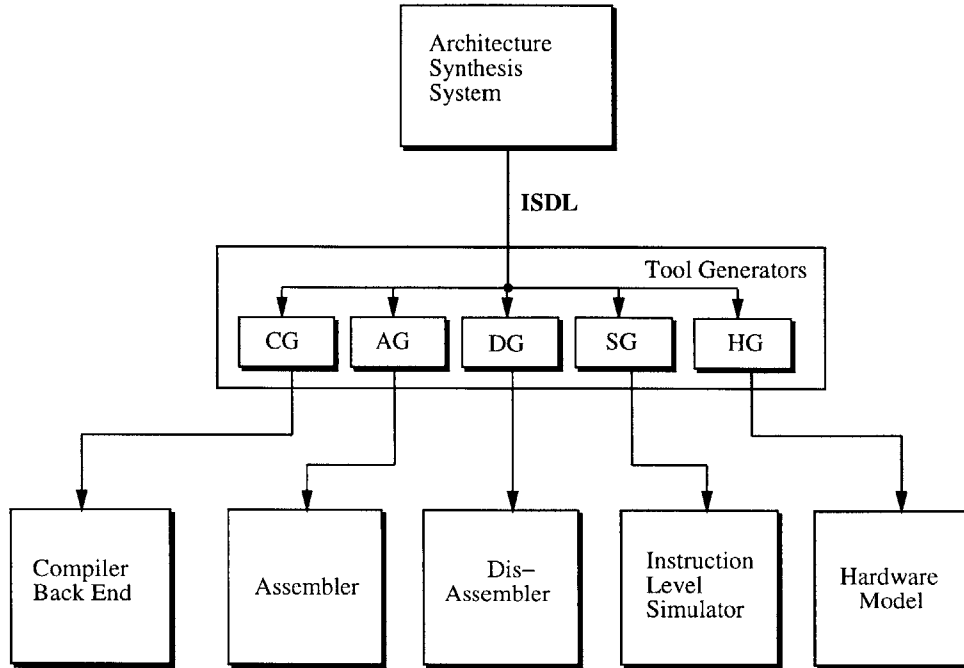 Architecture
Synthesis
System
ISDL
Tool Generators
CG
AG
DG
SG
HG
Compiler
Back End
Assembler
Dis-
Assembler
Instruction
Level
Simulator
Hardware
Model